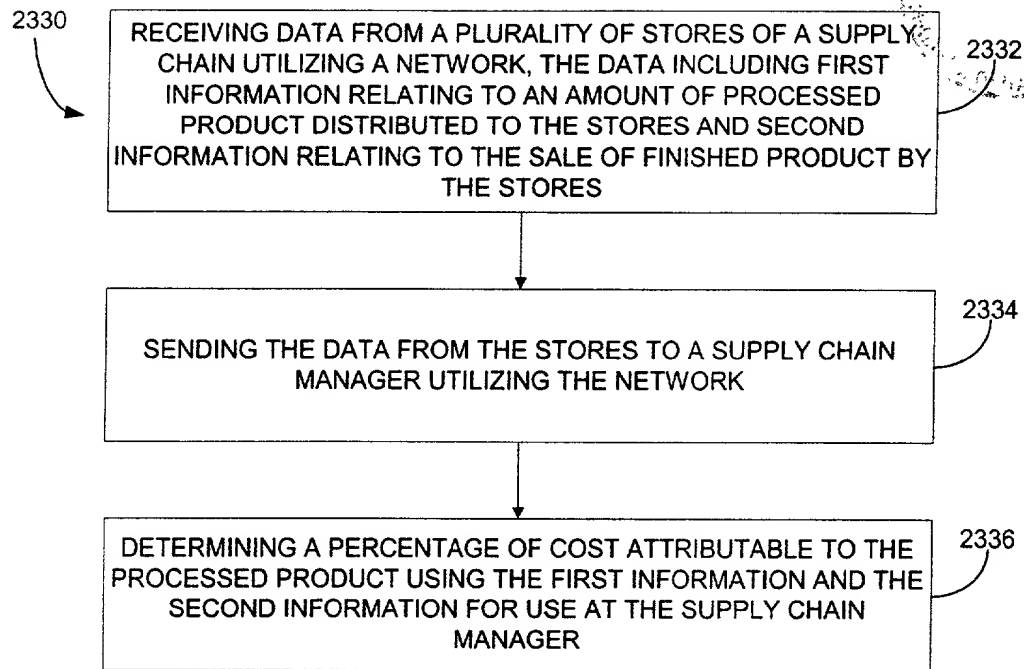 2330
RECEIVING DATA FROM A PLURALITY OF STORES OF A SUPPLY
CHAIN UTILIZING A NETWORK, THE DATA INCLUDING FIRST
INFORMATION RELATING TO AN AMOUNT OF PROCESSED
PRODUCT DISTRIBUTED TO THE STORES AND SECOND
INFORMATION RELATING TO THE SALE OF FINISHED PRODUCT BY
THE STORES
2332
SENDING THE DATA FROM THE STORES TO A SUPPLY CHAIN
MANAGER UTILIZING THE NETWORK
2334
DETERMINING A PERCENTAGE OF COST ATTRIBUTABLE TO THE
PROCESSED PRODUCT USING THE FIRST INFORMATION AND THE
SECOND INFORMATION FOR USE AT THE SUPPLY CHAIN
MANAGER
2336